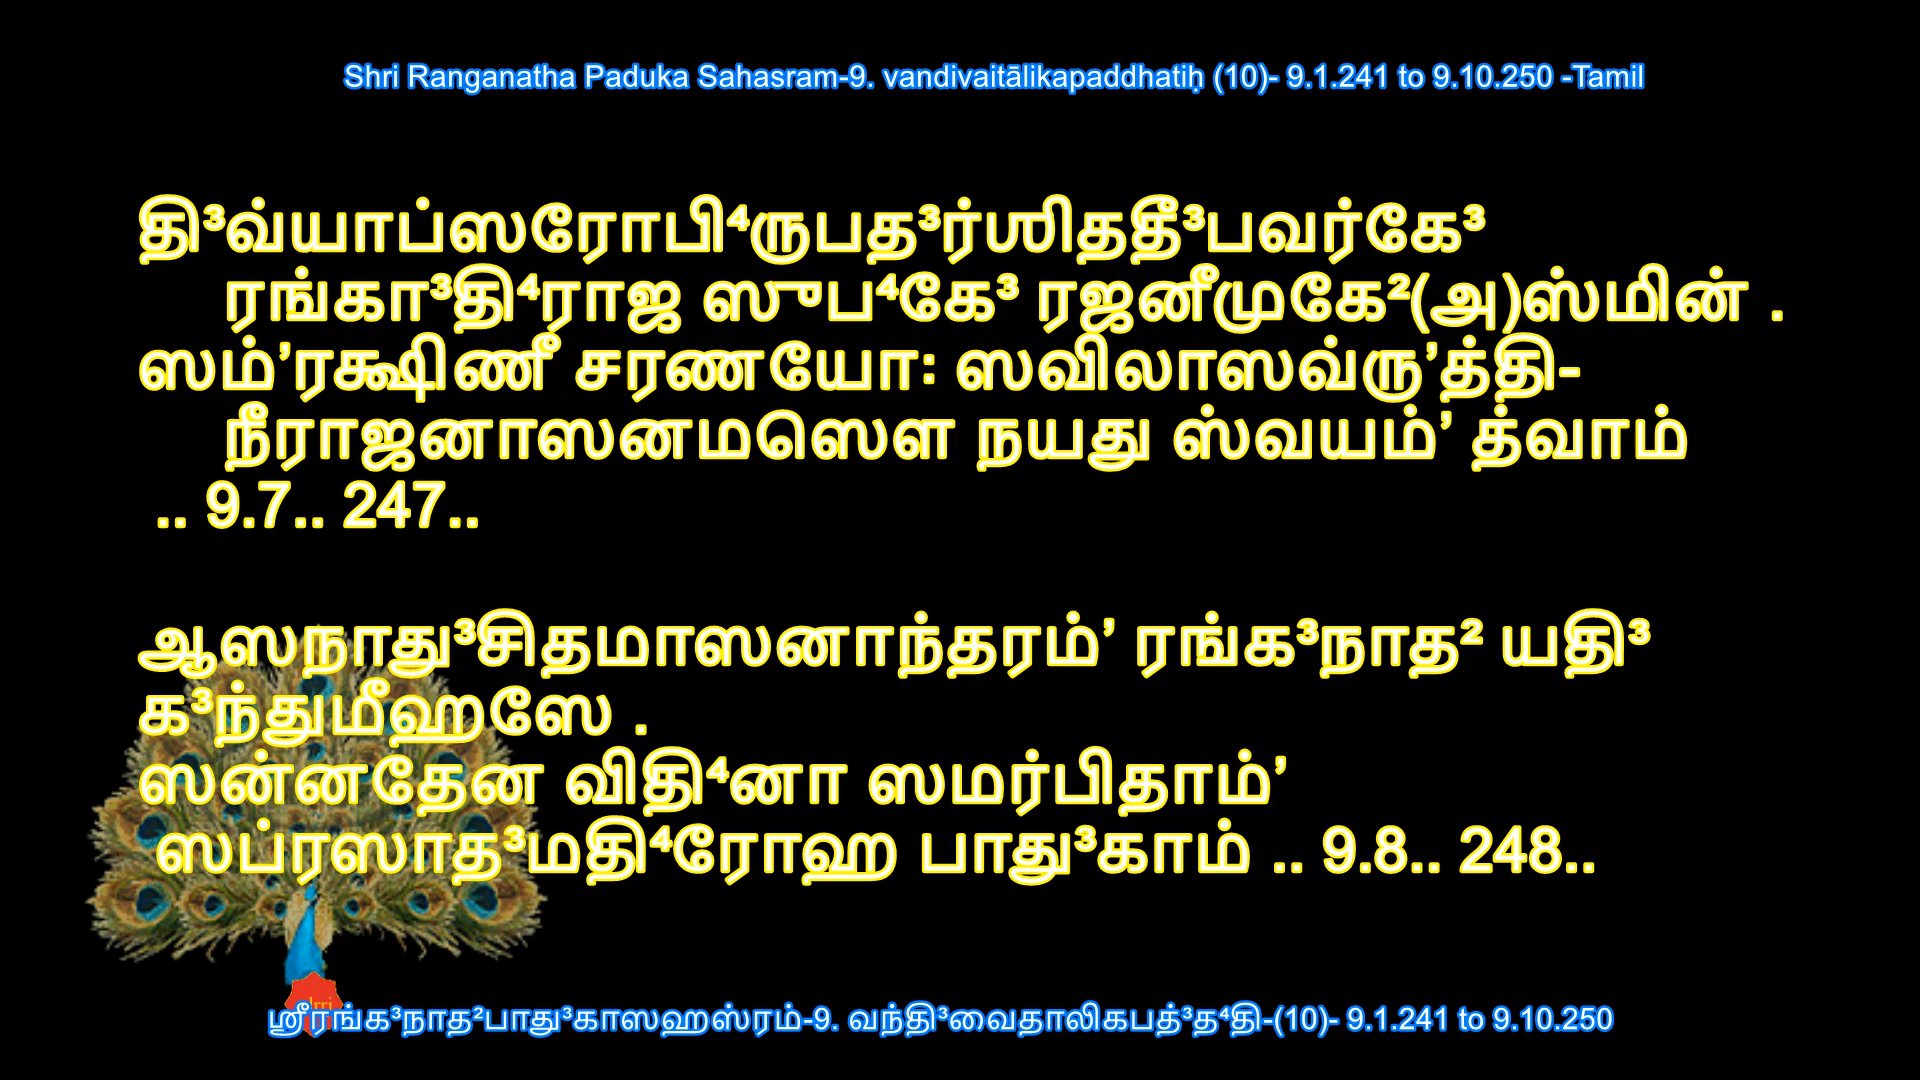 Shri Ranganatha Paduka Sahasram-9. vandivaitālikapaddhatiḥ (10)- 9.1.241 to 9.10.250 -Tamil
தி³வ்யாப்ஸரோபி⁴ருபத³ர்ஶிததீ³பவர்கே³
ரங்கா³தி⁴ராஜ ஸுப⁴கே³ ரஜனீமுகே²(அ)ஸ்மின் .
ஸம்ʼரக்ஷிணீ சரணயோ꞉ ஸவிலாஸவ்ருʼத்தி-
நீராஜனாஸனமஸௌ நயது ஸ்வயம்ʼ த்வாம்
.. 9.7.. 247..
ஆஸநாது³சிதமாஸனாந்தரம்ʼ ரங்க³நாத² யதி³
க³ந்துமீஹஸே .
ஸன்னதேன விதி⁴னா ஸமர்பிதாம்ʼ
ஸப்ரஸாத³மதி⁴ரோஹ பாது³காம் .. 9.8.. 248..
ஶ்ரீரங்க³நாத²பாது³காஸஹஸ்ரம்-9. வந்தி³வைதாலிகபத்³த⁴தி-(10)- 9.1.241 to 9.10.250